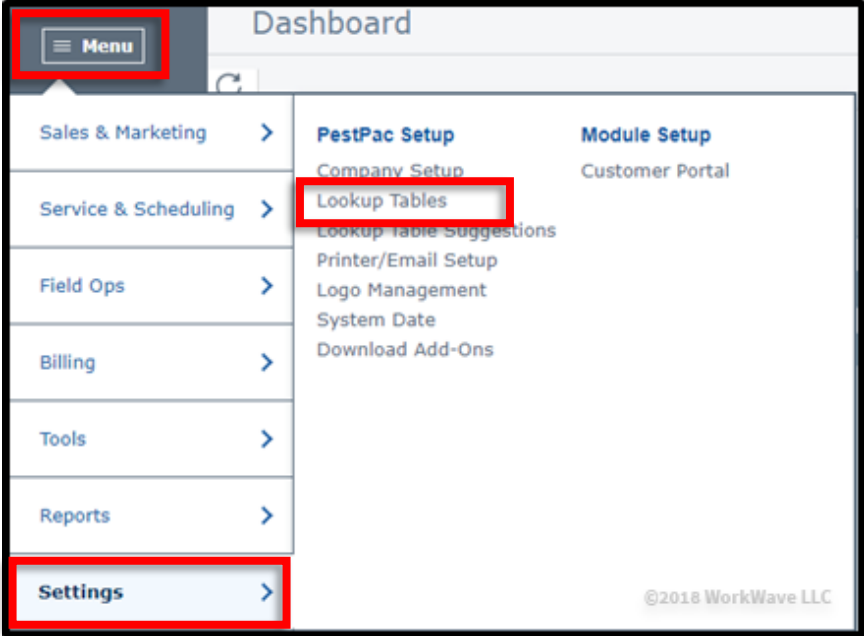 Menu
Dashboard
Sales & Marketing
Service & Scheduling
Field Ops
Billing
Tools
Reports
Settings
PestPac Setup
Company Setup
Lookup Tables
Lookup Table Suggestions
Printer/Email Setup
Logo Management
System Date
Download Add-Ons
Module Setup
Customer Portal
©2018 WorkWave LLC